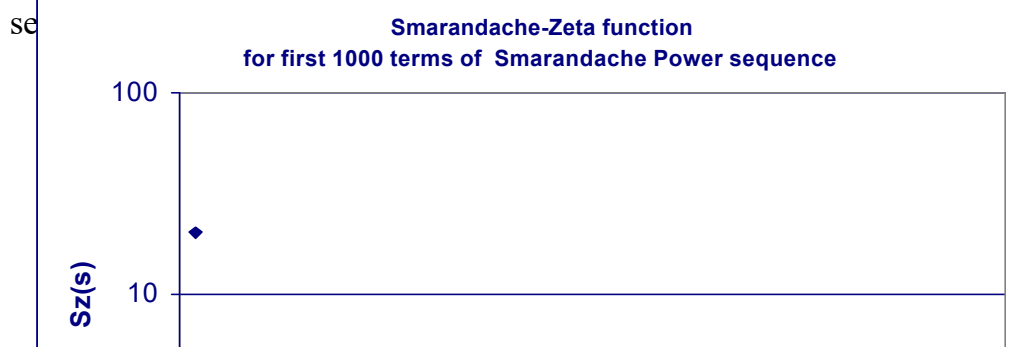 se
Smarandache-Zeta function
for first 1000 terms of Smarandache Power sequence
100
Sz(s)
10